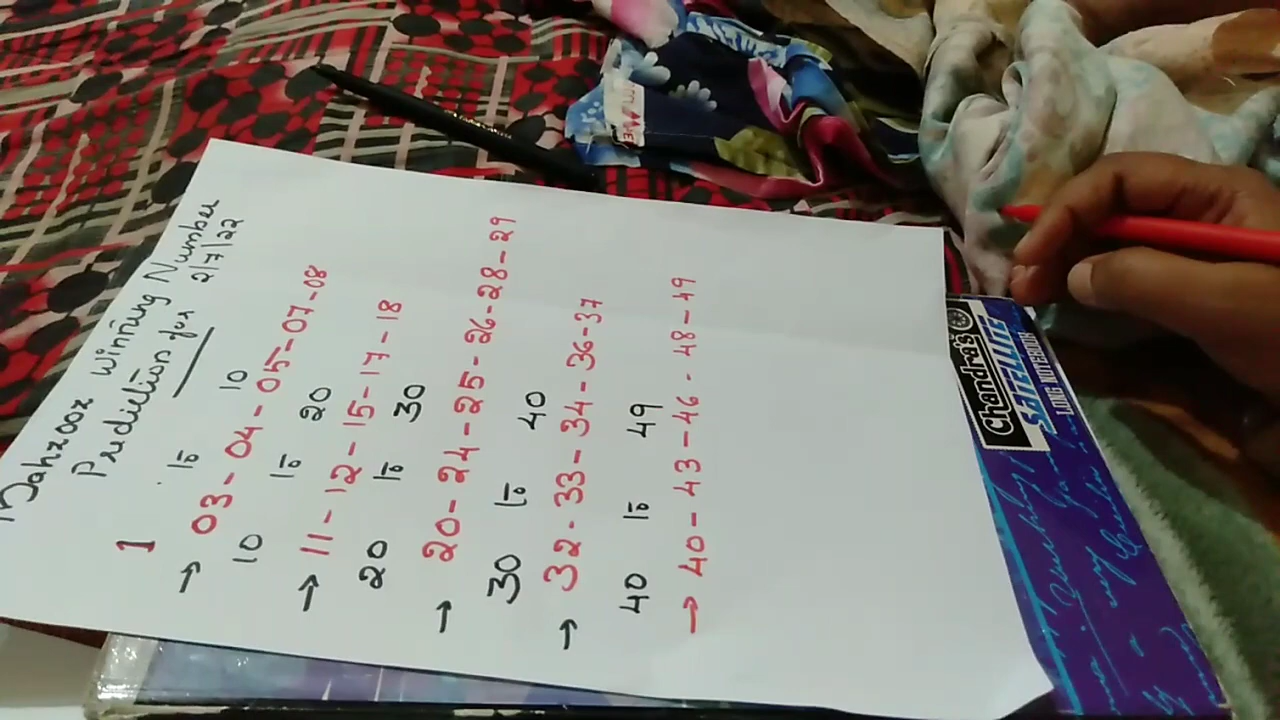 Winning Number
Prediction for 2/7/22
1 to 10
→ 03-04-05-07-08
10 to 20
→ 11-12-15-17-18
20 to 30
→ 20-24-25-26-28-29
30 to 40
→ 32-33-34-36-37
40 to 49
→ 40-43-46-48-49
Chandra's
SATELLITE
LONG NOTEBOOK